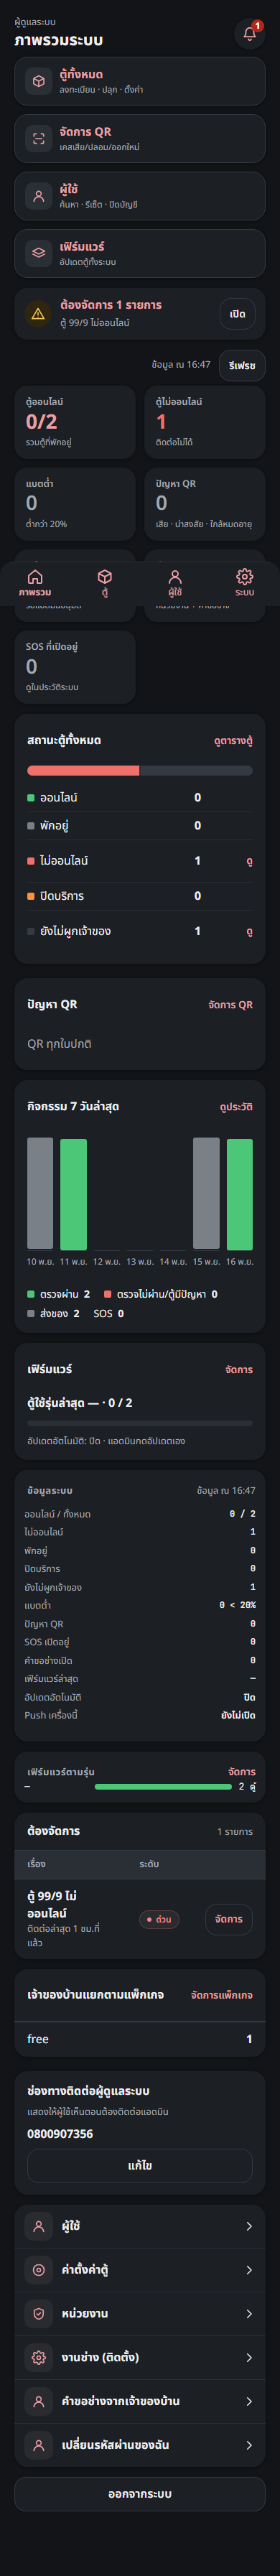 ผู้ดูแลระบบ
ภาพรวมระบบ
1
ตู้ทั้งหมด
ลงทะเบียน · ปลุก · ตั้งค่า
จัดการ QR
เคสเสีย/ปลอม/ออกใหม่
ผู้ใช้
ค้นหา · รีเซ็ต · ปิดบัญชี
เฟิร์มแวร์
อัปเดตตู้ทั้งระบบ
ต้องจัดการ 1 รายการ
ตู้ 99/9 ไม่ออนไลน์
เปิด
ข้อมูล ณ 16:47
รีเฟรช
ตู้ออนไลน์
0/2
รวมตู้ที่พักอยู่
ตู้ไม่ออนไลน์
1
ติดต่อไม่ได้
แบตต่ำ
0
ต่ำกว่า 20%
ปัญหา QR
0
เสีย · น่าสงสัย · ใกล้หมดอายุ
ภาพรวม
ตู้
ผู้ใช้
ระบบ
SOS ที่เปิดอยู่
0
ดูในประวัติระบบ
สถานะตู้ทั้งหมด
ดูตารางตู้
ออนไลน์ 0
พักอยู่ 0
ไม่ออนไลน์ 1 ดู
ปิดบริการ 0
ยังไม่ผูกเจ้าของ 1 ดู
ปัญหา QR
จัดการ QR
QR ทุกใบปกติ
กิจกรรม 7 วันล่าสุด
ดูประวัติ
10 พ.ย. 11 พ.ย. 12 พ.ย. 13 พ.ย. 14 พ.ย. 15 พ.ย. 16 พ.ย.
ตรวจผ่าน 2 ตรวจไม่ผ่าน/ตู้มีปัญหา 0
ส่งของ 2 SOS 0
เฟิร์มแวร์
จัดการ
ตู้ใช้รุ่นล่าสุด — · 0 / 2
อัปเดตอัตโนมัติ: ปิด · แอดมินกดอัปเดตเอง
ข้อมูลระบบ
ข้อมูล ณ 16:47
ออนไลน์ / ทั้งหมด 0 / 2
ไม่ออนไลน์ 1
พักอยู่ 0
ปิดบริการ 0
ยังไม่ผูกเจ้าของ 1
แบตต่ำ 0 < 20%
ปัญหา QR 0
SOS เปิดอยู่ 0
คำขอช่างเปิด 0
เฟิร์มแวร์ล่าสุด —
อัปเดตอัตโนมัติ ปิด
Push เครื่องนี้ ยังไม่เปิด
เฟิร์มแวร์ตามรุ่น
จัดการ
— 2 ตู้
ต้องจัดการ
1 รายการ
เรื่อง ระดับ
ตู้ 99/9 ไม่
ออนไลน์
ติดต่อล่าสุด 1 ชม.ที่
แล้ว
ด่วน
จัดการ
เจ้าของบ้านแยกตามแพ็กเกจ
จัดการแพ็กเกจ
free 1
ช่องทางติดต่อผู้ดูแลระบบ
แสดงให้ผู้ใช้เห็นตอนต้องติดต่อแอดมิน
0800907356
แก้ไข
ผู้ใช้
ค่าตั้งค่าตู้
หน่วยงาน
งานช่าง (ติดตั้ง)
คำขอช่างจากเจ้าของบ้าน
เปลี่ยนรหัสผ่านของฉัน
ออกจากระบบ